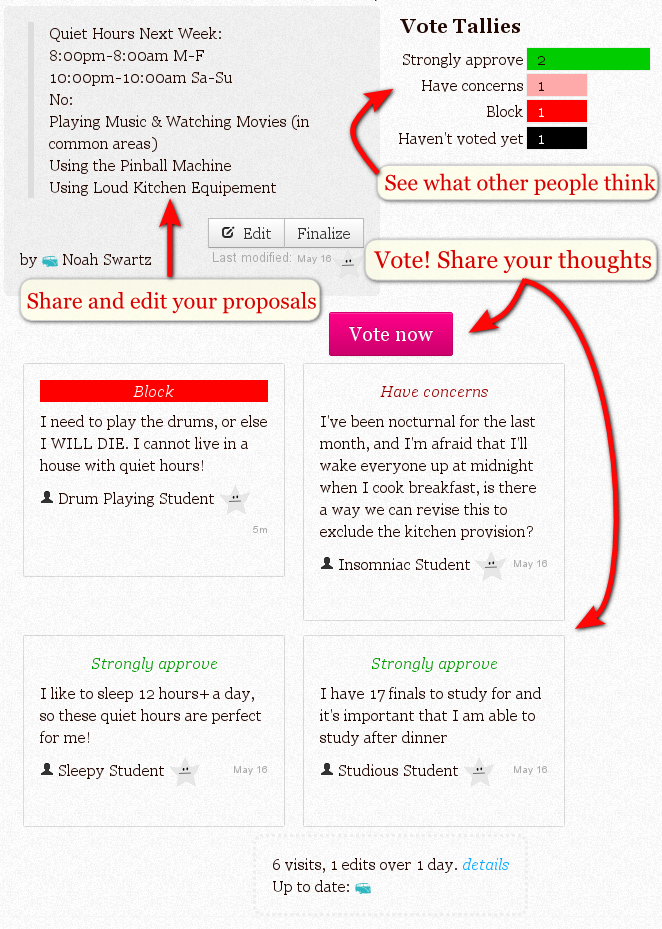 Quiet Hours Next Week:
8:00pm-8:00am M-F
10:00pm-10:00am Sa-Su
No:
Playing Music & Watching Movies (in
common areas)
Using the Pinball Machine
Using Loud Kitchen Equipement
Edit
Finalize
by Noah Swartz
Last modified: May 16
Share and edit your proposals
Vote Tallies
Strongly approve 2
Have concerns 1
Block 1
Haven't voted yet 1
See what other people think
Vote! Share your thoughts
Vote now
Block
I need to play the drums, or else
I WILL DIE. I cannot live in a
house with quiet hours!
Drum Playing Student
5m
Have concerns
I've been nocturnal for the last
month, and I'm afraid that I'll
wake everyone up at midnight
when I cook breakfast, is there
a way we can revise this to
exclude the kitchen provision?
Insomniac Student May 16
Strongly approve
I like to sleep 12 hours+ a day,
so these quiet hours are perfect
for me!
Sleepy Student May 16
Strongly approve
I have 17 finals to study for and
it's important that I am able to
study after dinner
Studious Student May 16
6 visits, 1 edits over 1 day. details
Up to date: